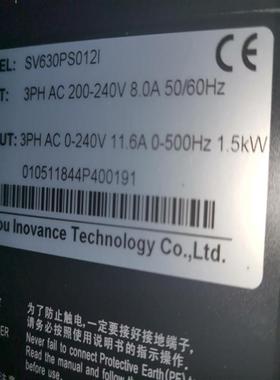 EL: SV630PS012I
T: 3PH AC 200-240V 8.0A 50/60Hz
UT: 3PH AC 0-240V 11.6A 0-500Hz 1.5kW
010511844P400191
ou Inovance Technology Co.,Ltd.
为了防止触电,一定要接好接地端子,
请务必按照使用说明书的指示操作。
Never fail to connect Protective Earth(PE)
Read the manual and follow the
before use.